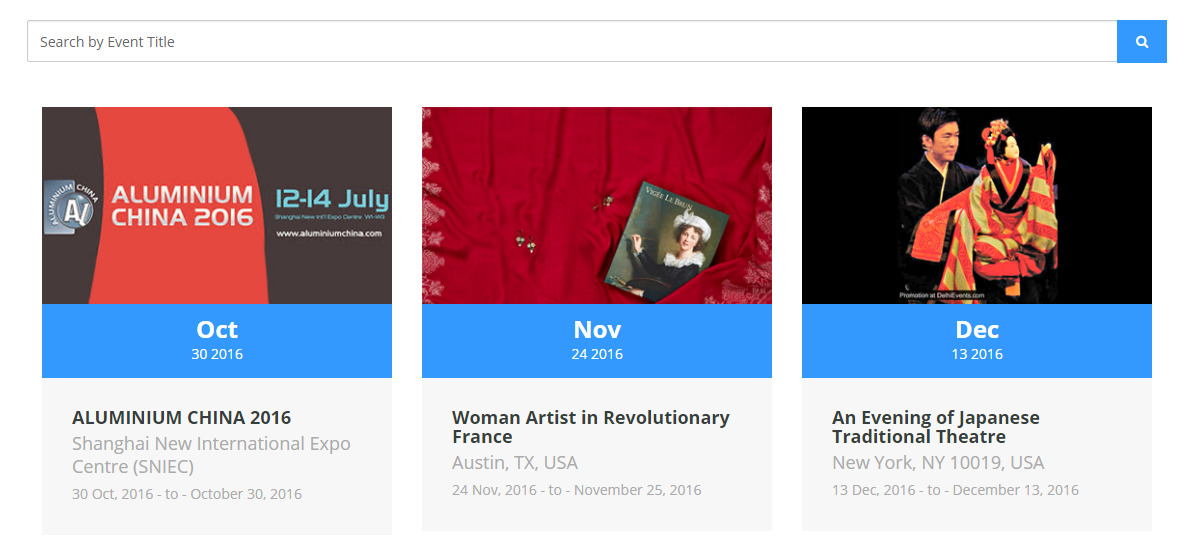 Search by Event Title
ALUMINIUM CHINA
ALUMINIUM
CHINA 2016
12-14 July
Shanghai New Int'l Expo Centre, W1-W3
www.aluminiumchina.com
VIGÉE LE BRUN
Promotion at DelhiEvents.com
Oct
30 2016
Nov
24 2016
Dec
13 2016
ALUMINIUM CHINA 2016
Shanghai New International Expo
Centre (SNIEC)
30 Oct, 2016 - to - October 30, 2016
Woman Artist in Revolutionary
France
Austin, TX, USA
24 Nov, 2016 - to - November 25, 2016
An Evening of Japanese
Traditional Theatre
New York, NY 10019, USA
13 Dec, 2016 - to - December 13, 2016